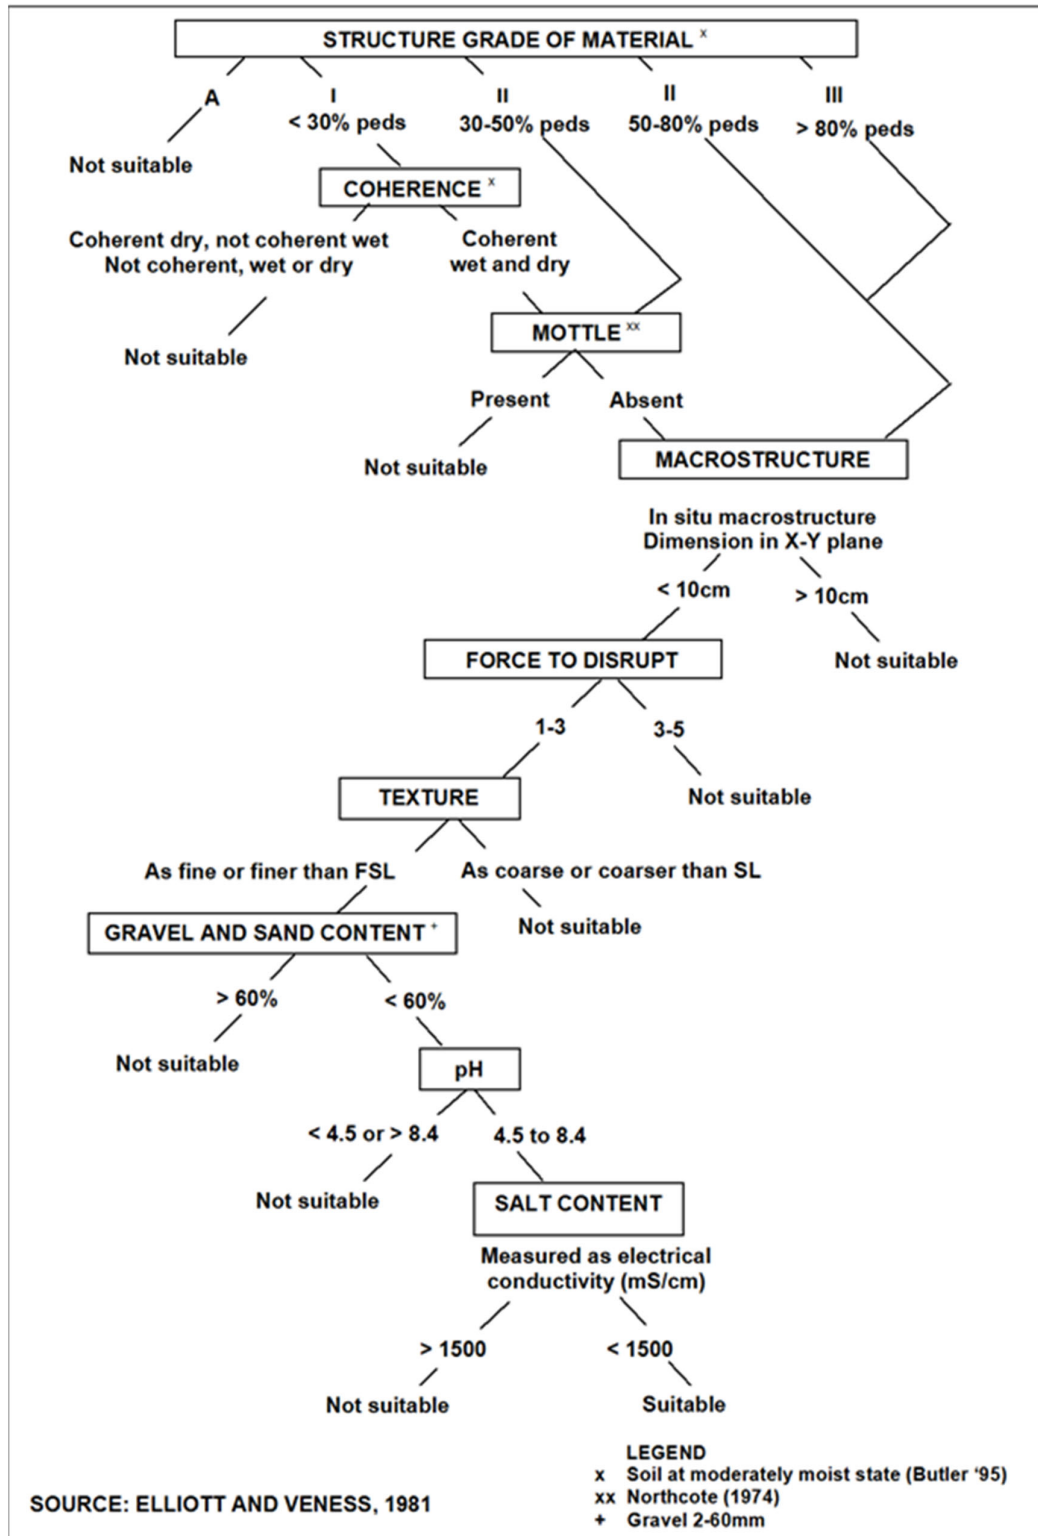 STRUCTURE GRADE OF MATERIAL x
A I II II III
< 30% peds 30-50% peds 50-80% peds > 80% peds
Not suitable
COHERENCE x
Coherent dry, not coherent wet
Not coherent, wet or dry
Coherent
wet and dry
Not suitable
MOTTLE xx
Present Absent
Not suitable
MACROSTRUCTURE
In situ macrostructure
Dimension in X-Y plane
< 10cm > 10cm
FORCE TO DISRUPT
Not suitable
1-3 3-5
TEXTURE
Not suitable
As fine or finer than FSL As coarse or coarser than SL
GRAVEL AND SAND CONTENT +
Not suitable
> 60% < 60%
Not suitable
pH
< 4.5 or > 8.4 4.5 to 8.4
Not suitable
SALT CONTENT
Measured as electrical
conductivity (mS/cm)
> 1500 < 1500
Not suitable Suitable
LEGEND
x Soil at moderately moist state (Butler ‘95)
xx Northcote (1974)
+ Gravel 2-60mm
SOURCE: ELLIOTT AND VENESS, 1981